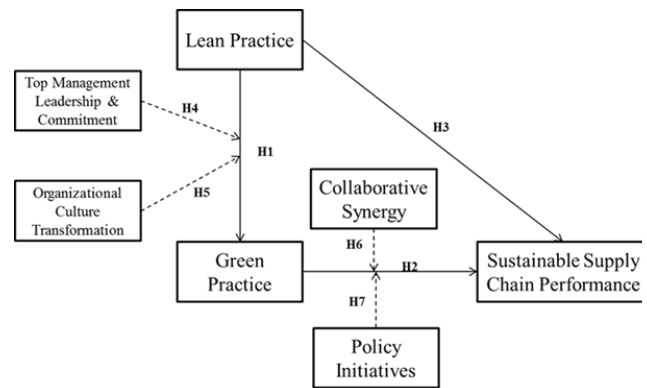 Lean Practice
Top Management
Leadership &
Commitment
H4
H3
H1
Organizational
Culture
Transformation
H5
Collaborative
Synergy
H6
Green
Practice
H2
Sustainable Supply
Chain Performance
H7
Policy
Initiatives